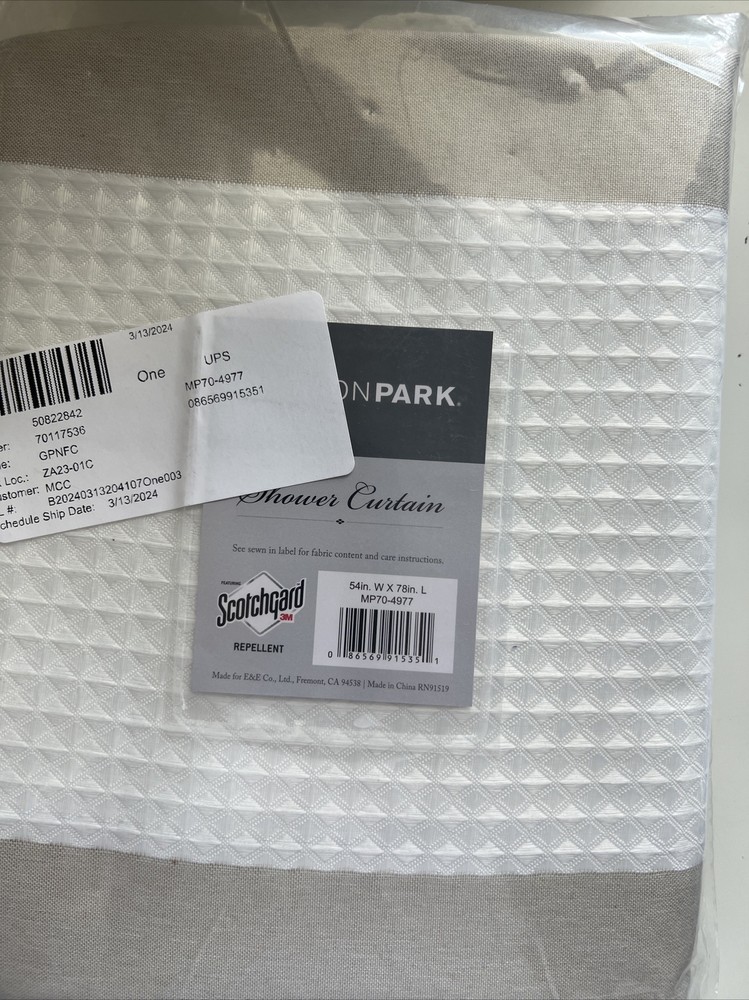 3/13/2024
One
UPS
MP70-4977
086569915351
50822842
er: 70117536
e: GPNFC
Loc.: ZA23-01C
ustomer: MCC
#: B20240313204107One003
chedule Ship Date: 3/13/2024
ONPARK®
Shower Curtain
See sewn in label for fabric content and care instructions.
FEATURING
Scotchgard
3M
REPELLENT
54in. W X 78in. L
MP70-4977
0 86569 91535 1
Made for E&E Co., Ltd., Fremont, CA 94538 | Made in China RN91519